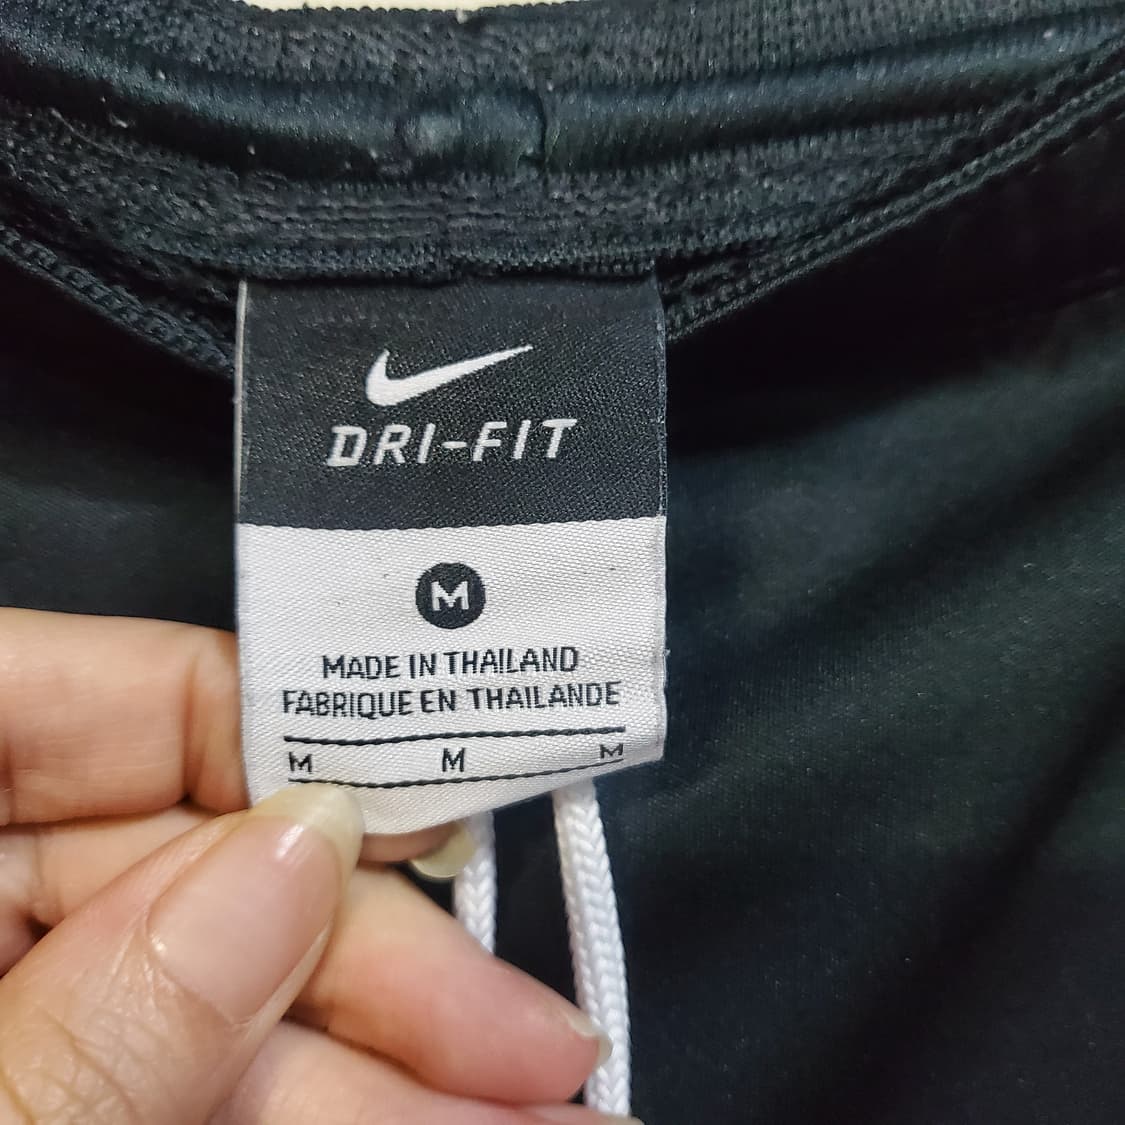 DRI-FIT
M
MADE IN THAILAND
FABRIQUE EN THAILANDE
M M M